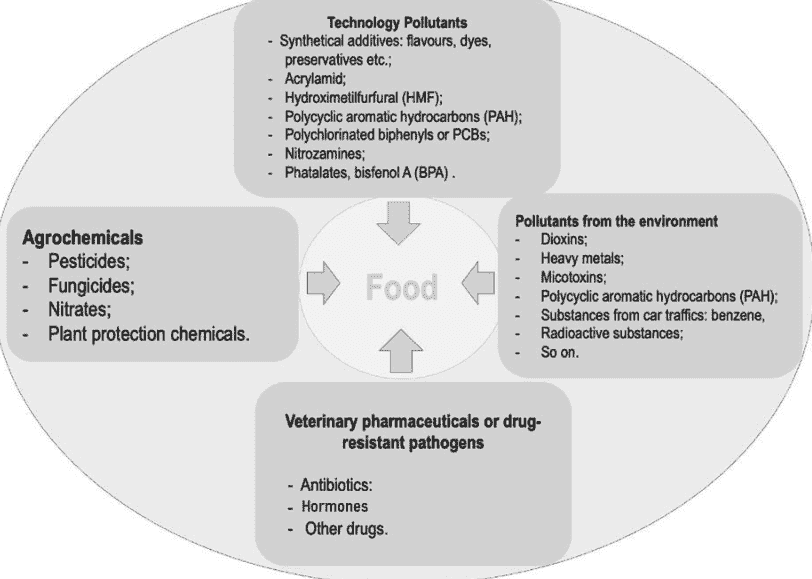 Technology Pollutants
- Synthetical additives: flavours, dyes,
preservatives etc.;
- Acrylamid;
- Hydroximetilfurfural (HMF);
- Polycyclic aromatic hydrocarbons (PAH);
- Polychlorinated biphenyls or PCBs;
- Nitrozamines;
- Phatalates, bisfenol A (BPA) .
Agrochemicals
- Pesticides;
- Fungicides;
- Nitrates;
- Plant protection chemicals.
Food
Pollutants from the environment
- Dioxins;
- Heavy metals;
- Micotoxins;
- Polycyclic aromatic hydrocarbons (PAH);
- Substances from car traffics: benzene,
- Radioactive substances;
- So on.
Veterinary pharmaceuticals or drug-
resistant pathogens
- Antibiotics:
- Hormones
- Other drugs.